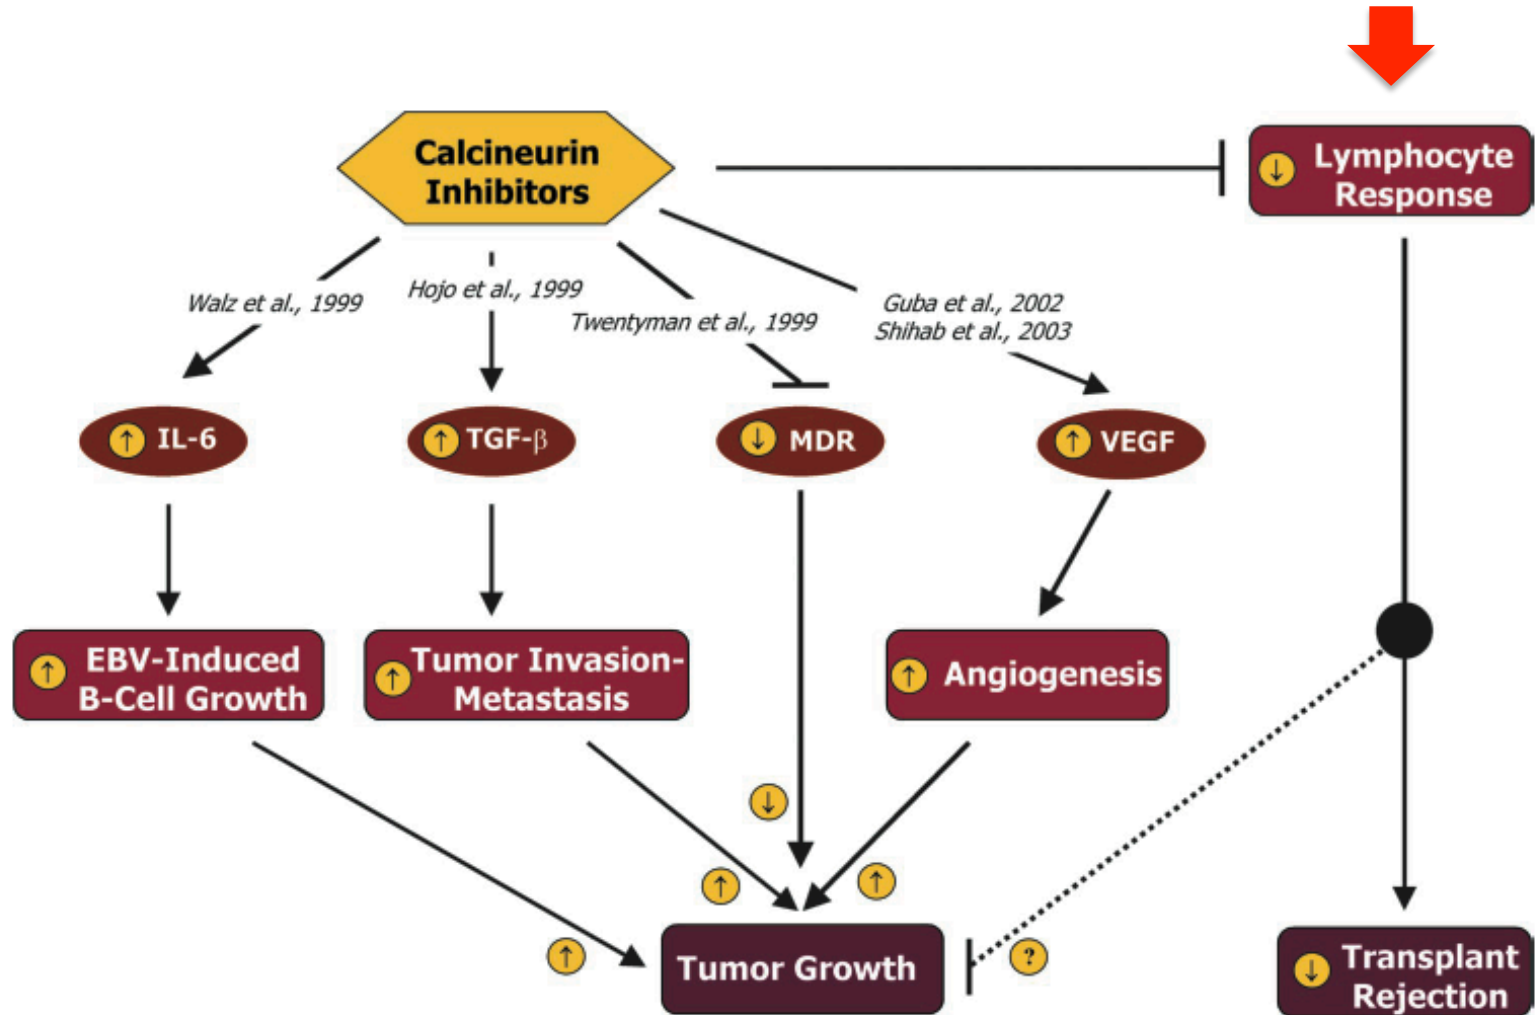 Calcineurin
Inhibitors
↓ Lymphocyte
Response
Walz et al., 1999
Hojo et al., 1999
Twentyman et al., 1999
Guba et al., 2002
Shihab et al., 2003
↑ IL-6
↑ TGF-β
↓ MDR
↑ VEGF
↑ EBV-Induced
B-Cell Growth
↑ Tumor Invasion-
Metastasis
↑ Angiogenesis
↓
↑
↑
↑
?
Tumor Growth
↓ Transplant
Rejection